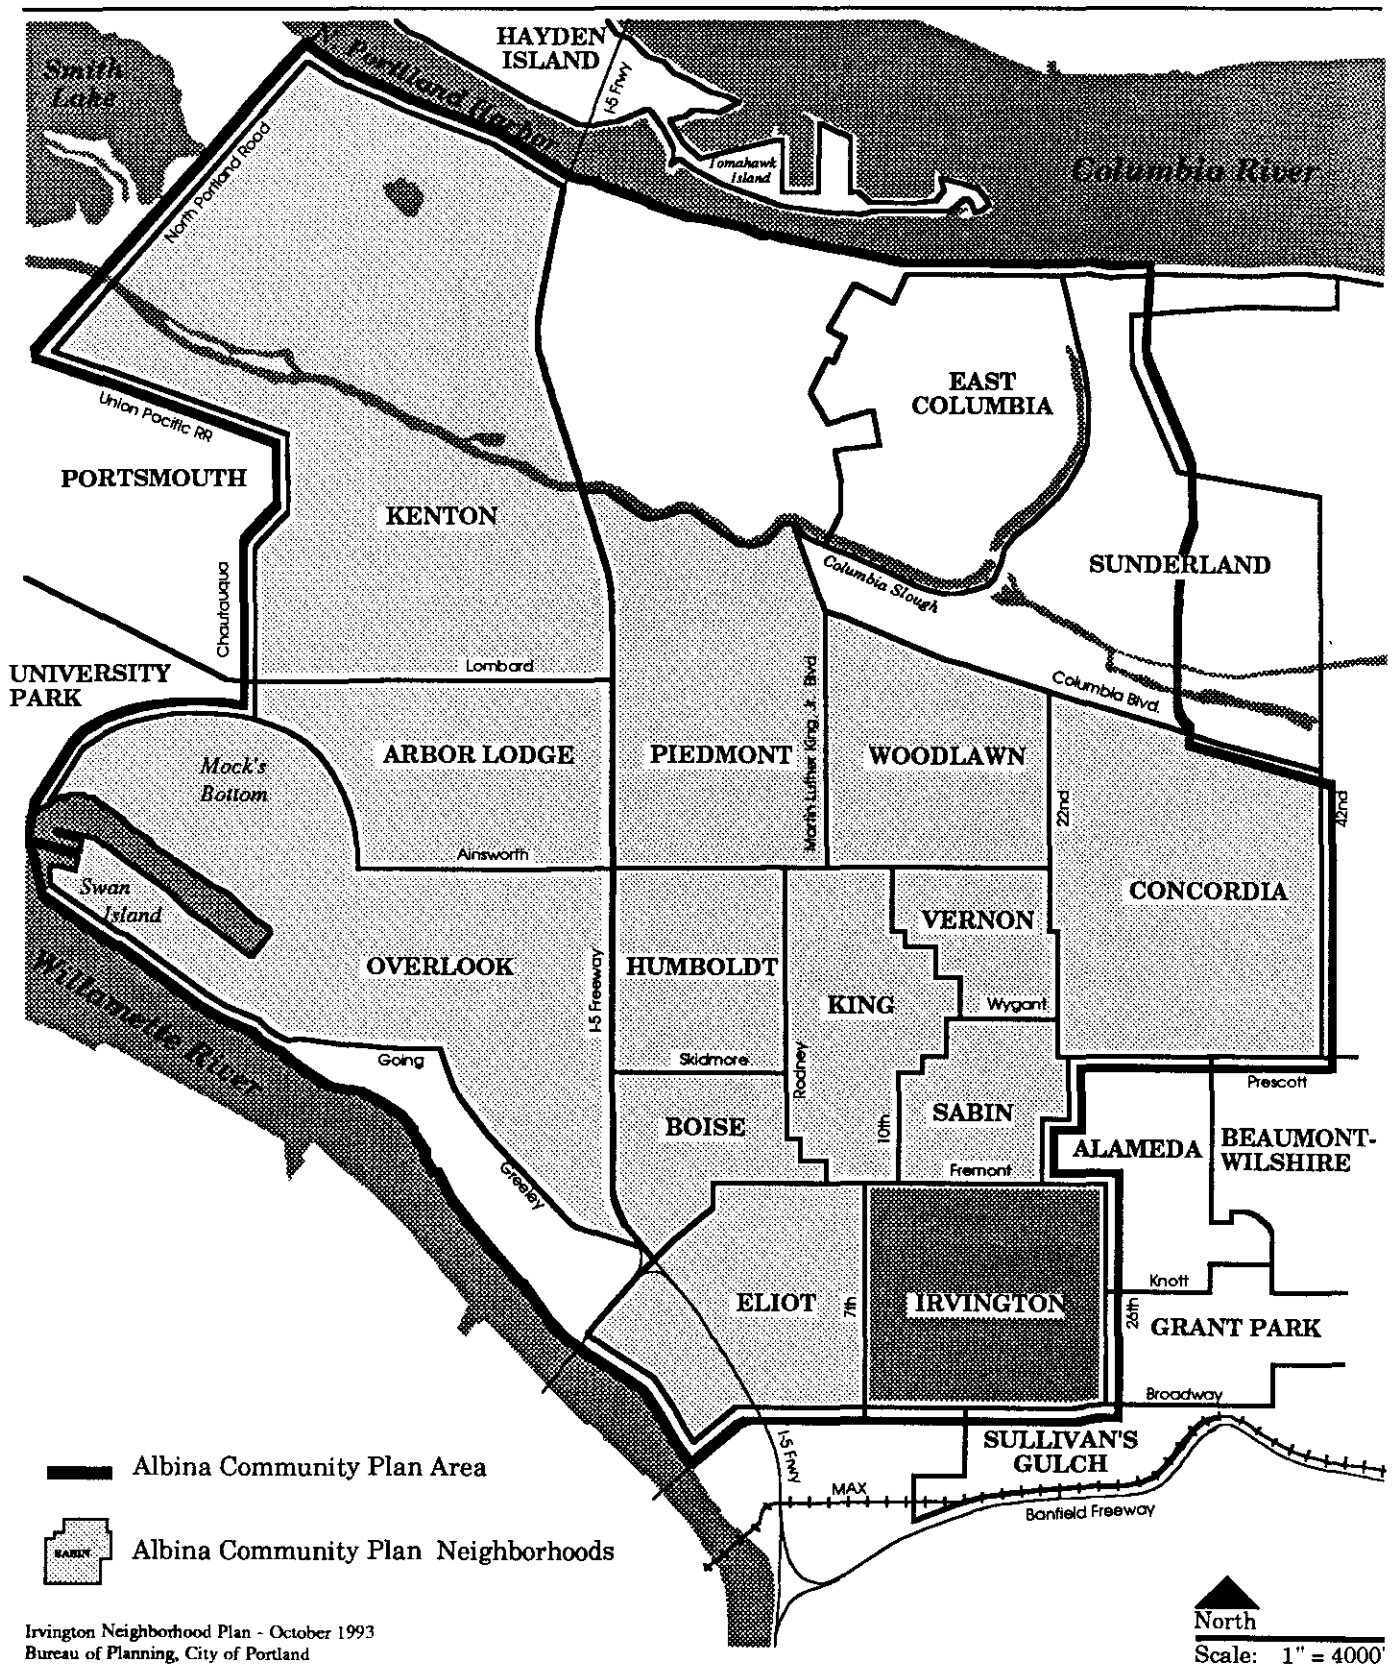 HAYDEN
ISLAND
Smith
Lake
N. Portland Harbor
I-5 Frwy
Tomahawk
Island
Columbia River
North Portland Road
Union Pacific RR
EAST
COLUMBIA
PORTSMOUTH
KENTON
Columbia Slough
SUNDERLAND
Chautauqua
Lombard
UNIVERSITY
PARK
Columbia Blvd.
Mock's
Bottom
ARBOR LODGE
PIEDMONT
Martin Luther King, Jr. Blvd
WOODLAWN
22nd
42nd
Ainsworth
Swan
Island
CONCORDIA
VERNON
Willamette River
OVERLOOK
I-5 Freeway
HUMBOLDT
KING
Wygant
Going
Skidmore
Rodney
Prescott
BOISE
10th
SABIN
ALAMEDA
BEAUMONT-
WILSHIRE
Greeley
Fremont
Knott
ELIOT
7th
IRVINGTON
26th
GRANT PARK
Broadway
I-5 Frwy
SULLIVAN'S
GULCH
MAX
Banfield Freeway
Albina Community Plan Area
SABIN
Albina Community Plan Neighborhoods
North
Scale: 1" = 4000'
Irvington Neighborhood Plan - October 1993
Bureau of Planning, City of Portland